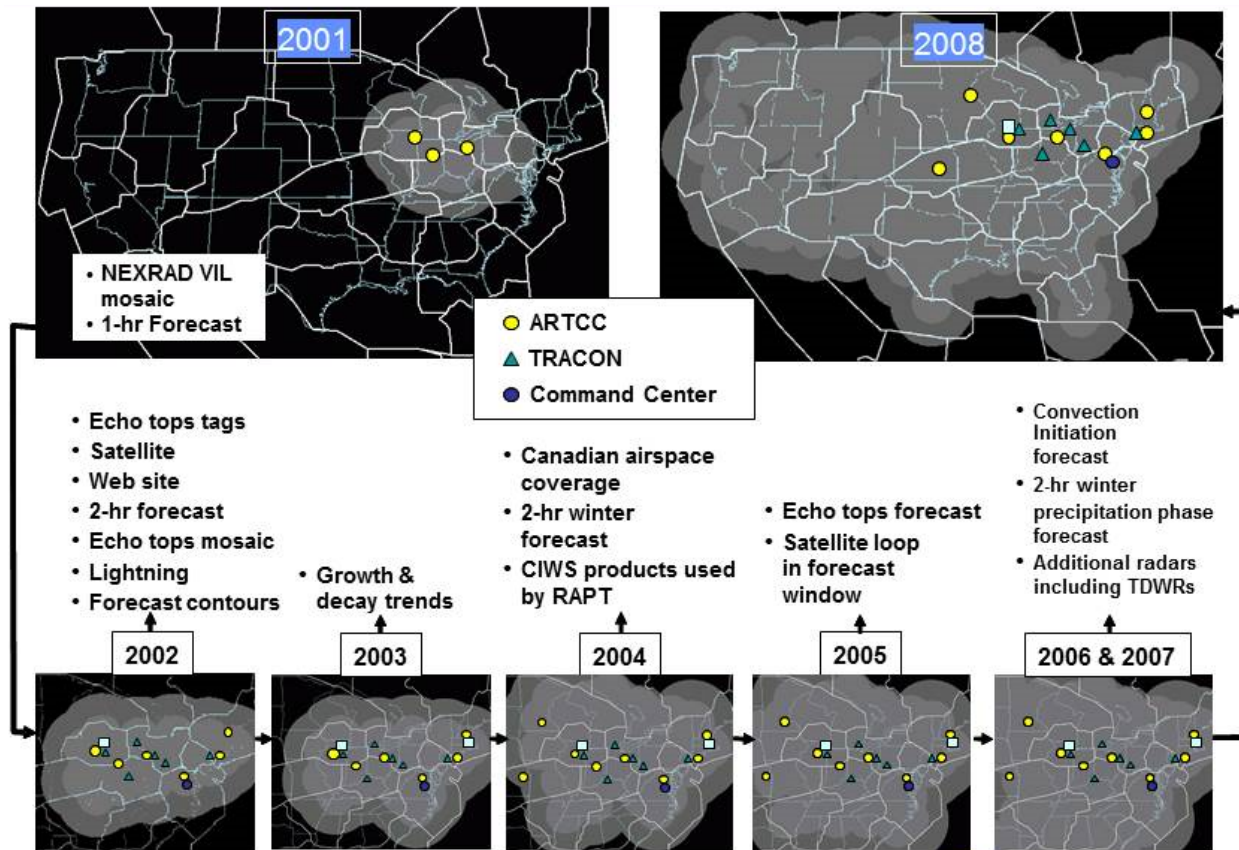 2001
2008
• NEXRAD VIL
mosaic
• 1-hr Forecast
ARTCC
TRACON
Command Center
• Echo tops tags
• Satellite
• Web site
• 2-hr forecast
• Echo tops mosaic
• Lightning
• Forecast contours
• Growth &
decay trends
• Canadian airspace
coverage
• 2-hr winter
forecast
• CIWS products used
by RAPT
• Echo tops forecast
• Satellite loop
in forecast
window
• Convection
Initiation
forecast
• 2-hr winter
precipitation phase
forecast
• Additional radars
including TDWRs
2002
2003
2004
2005
2006 & 2007